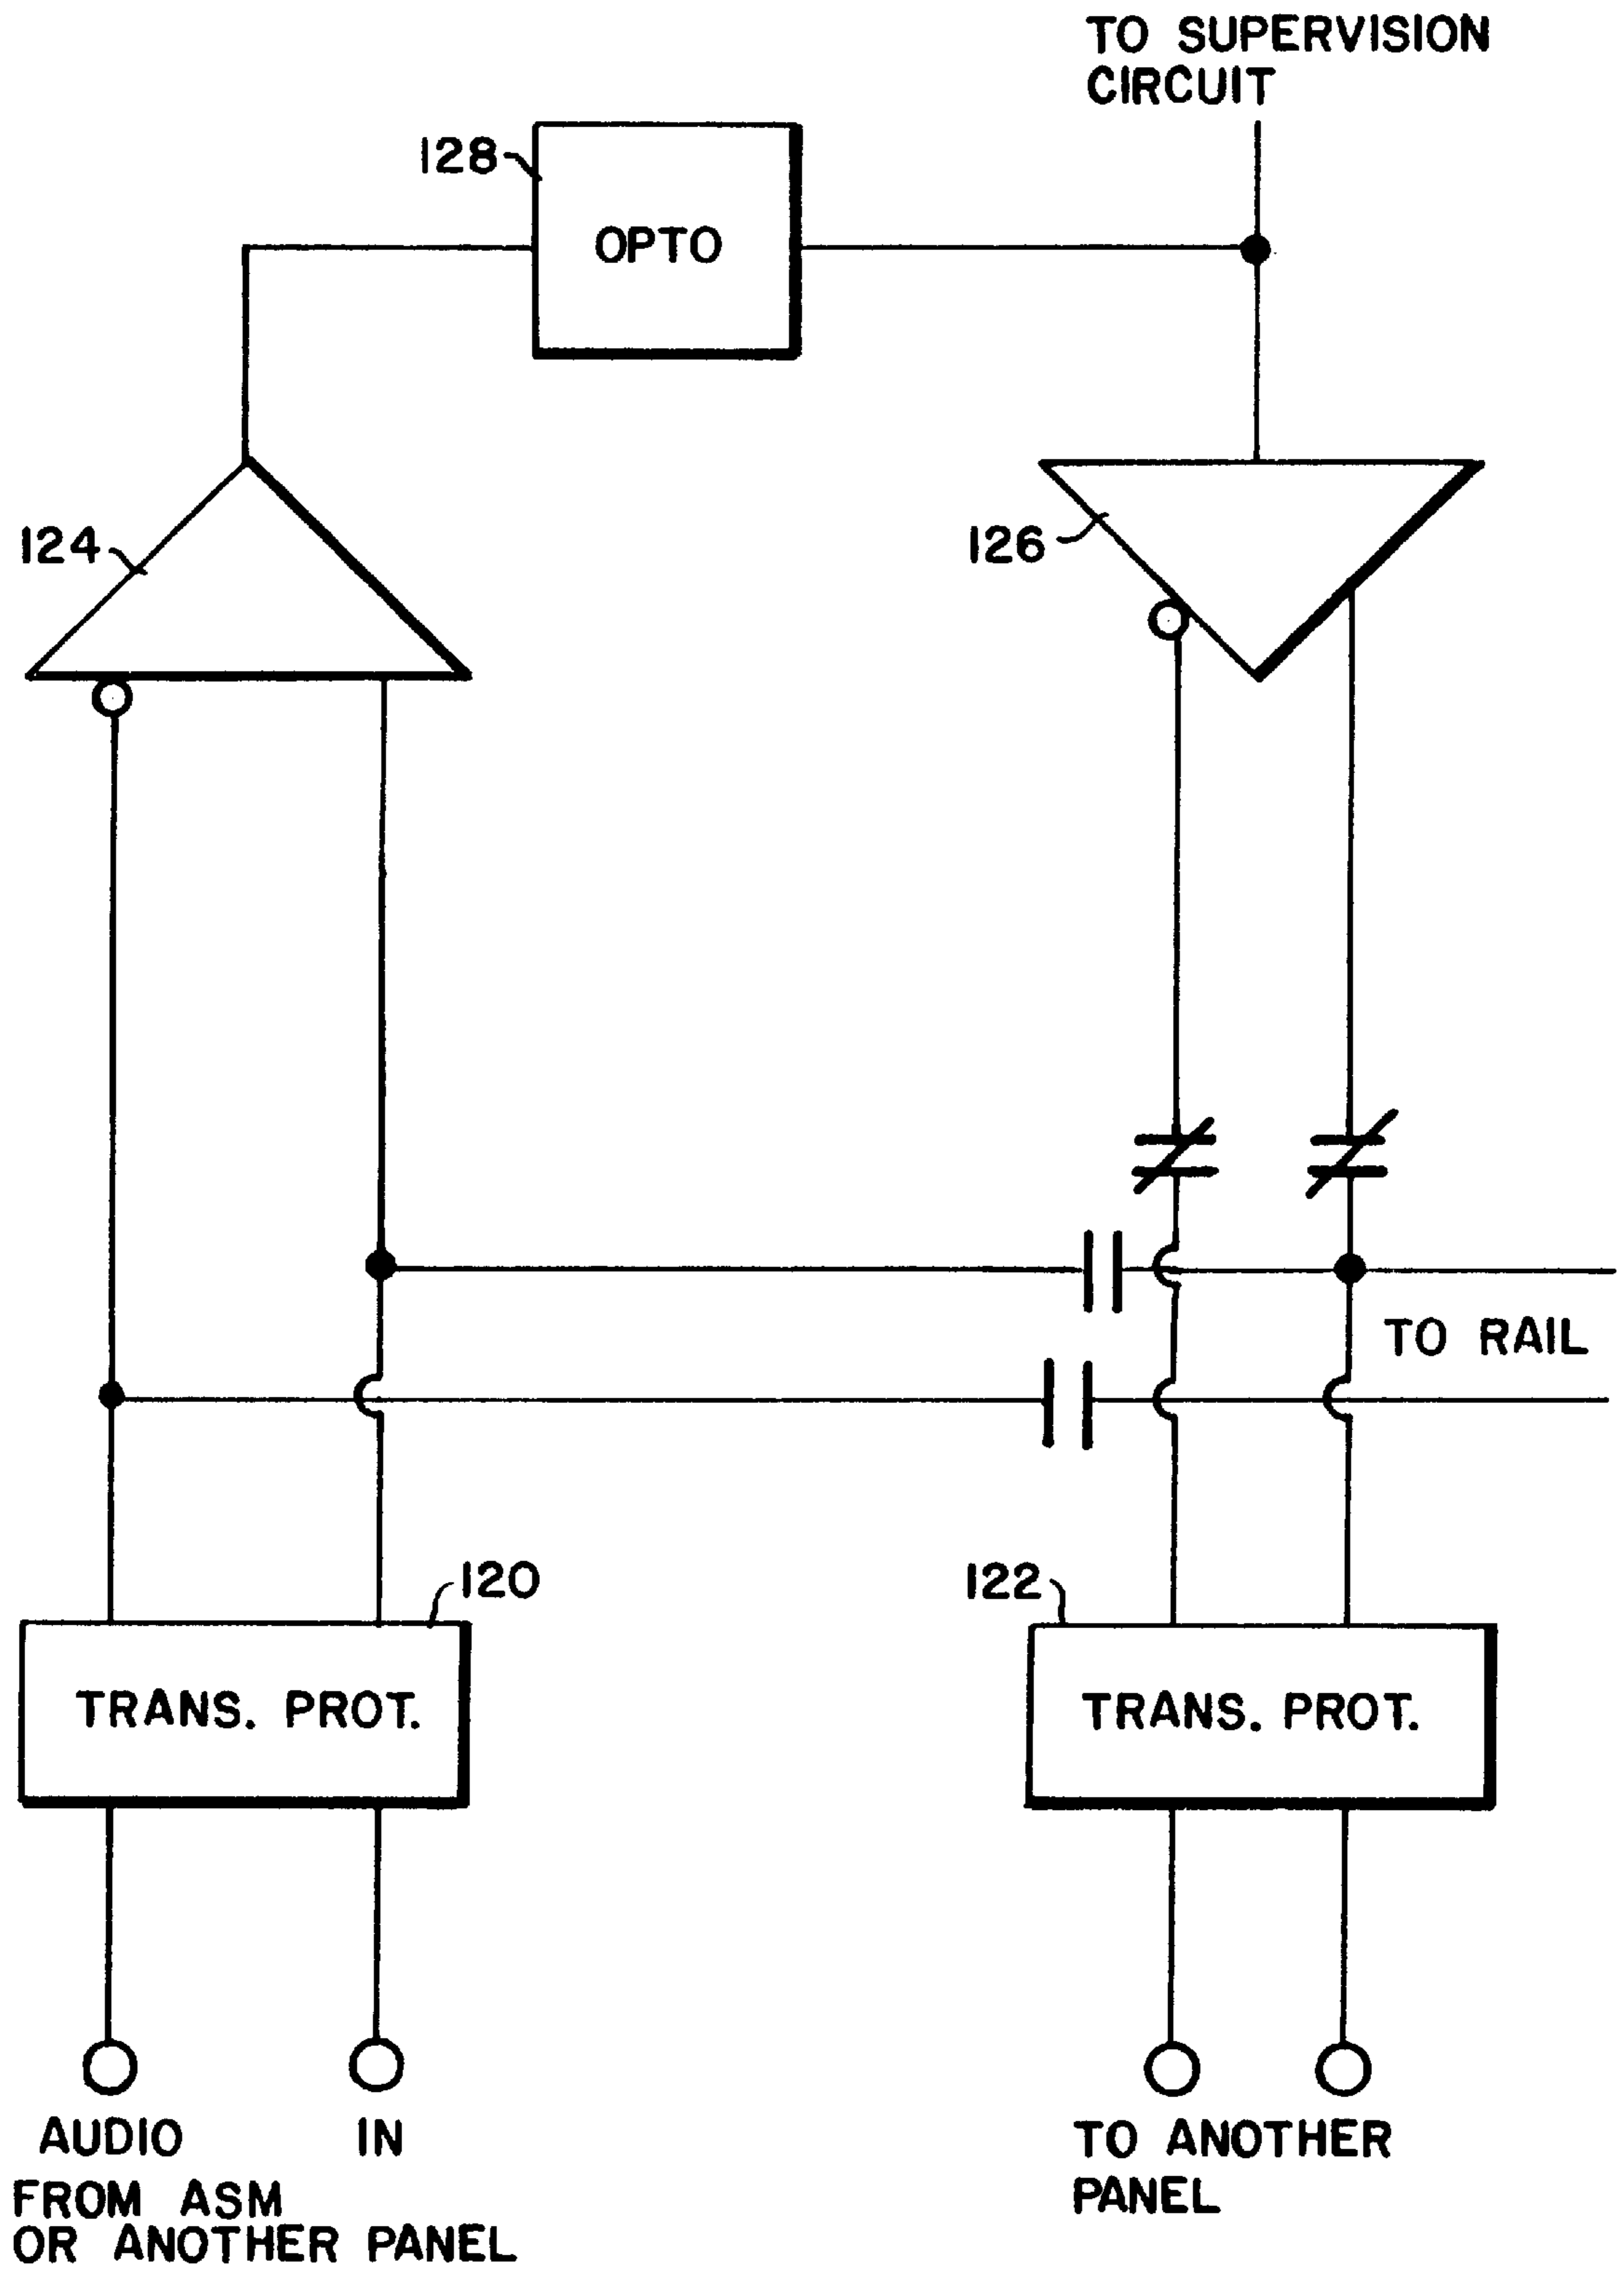 TO SUPERVISION
CIRCUIT
128
OPTO
124
126
TO RAIL
120
122
TRANS. PROT.
TRANS. PROT.
AUDIO IN
FROM ASM
OR ANOTHER PANEL
TO ANOTHER
PANEL